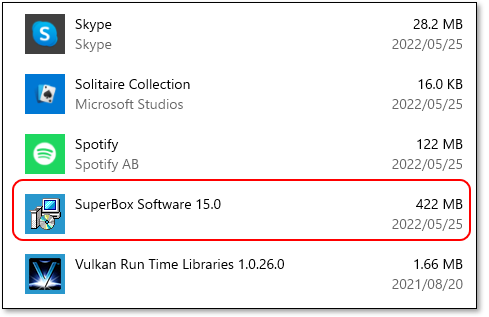 Skype 28.2 MB
Skype 2022/05/25
Solitaire Collection 16.0 KB
Microsoft Studios 2022/05/25
Spotify 122 MB
Spotify AB 2022/05/25
SuperBox Software 15.0 422 MB
2022/05/25
Vulkan Run Time Libraries 1.0.26.0 1.66 MB
2021/08/20